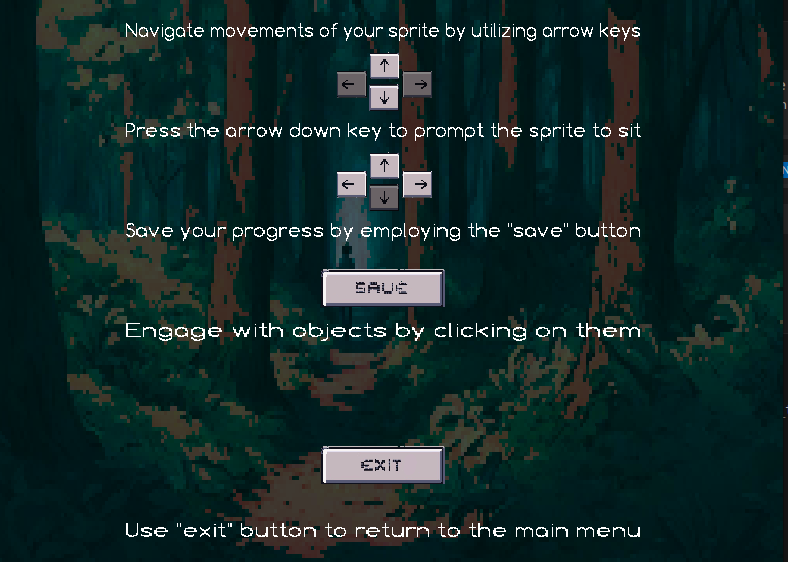 Navigate movements of your sprite by utilizing arrow keys
↑
← →
↓
Press the arrow down key to prompt the sprite to sit
↑
← →
↓
Save your progress by employing the "save" button
SAVE
Engage with objects by clicking on them
EXIT
Use "exit" button to return to the main menu